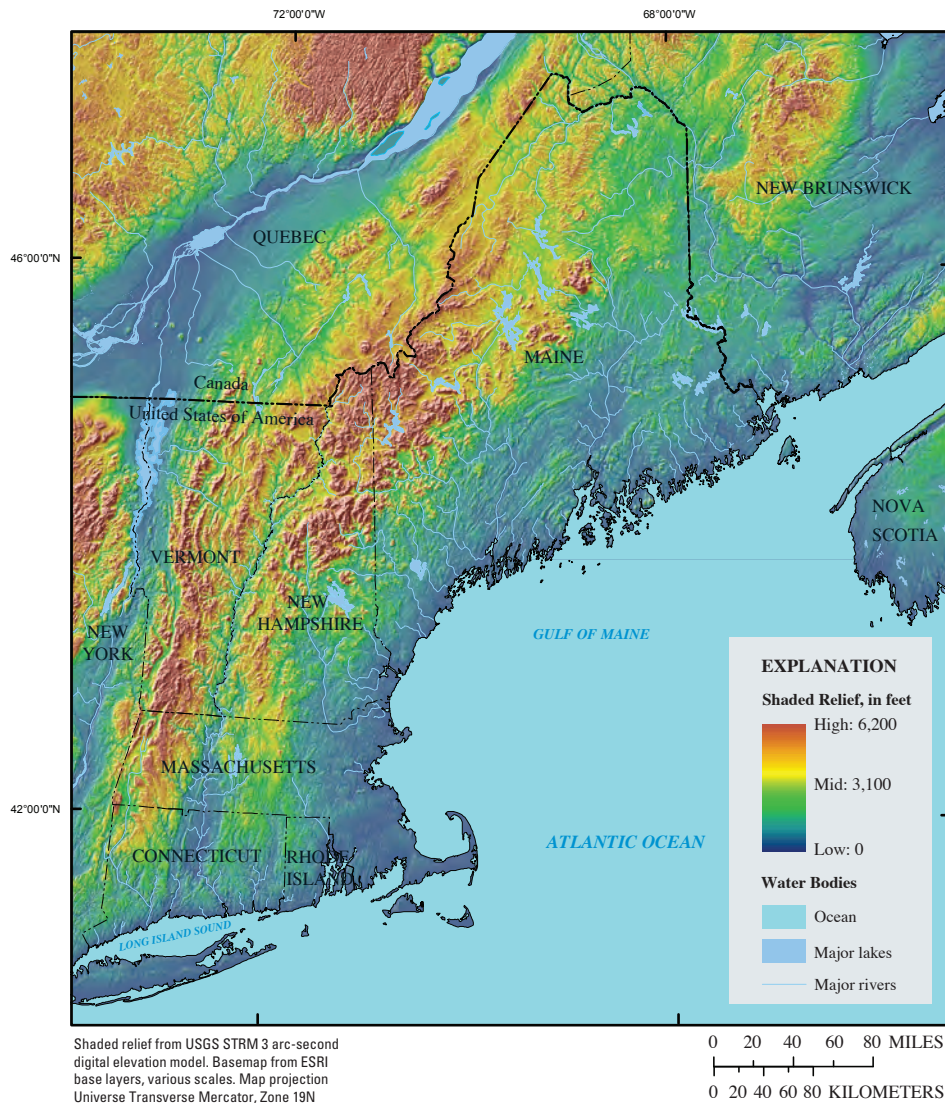 72°00'0"W
68°00'0"W
NEW BRUNSWICK
QUEBEC
46°00'0"N
MAINE
Canada
United States of America
NOVA
SCOTIA
VERMONT
NEW
HAMPSHIRE
NEW
YORK
GULF OF MAINE
MASSACHUSETTS
42°00'0"N
ATLANTIC OCEAN
CONNECTICUT
RHODE
ISLAND
LONG ISLAND SOUND
EXPLANATION
Shaded Relief, in feet
High: 6,200
Mid: 3,100
Low: 0
Water Bodies
Ocean
Major lakes
Major rivers
Shaded relief from USGS STRM 3 arc-second
digital elevation model. Basemap from ESRI
base layers, various scales. Map projection
Universe Transverse Mercator, Zone 19N
0 20 40 60 80 MILES
0 20 40 60 80 KILOMETERS